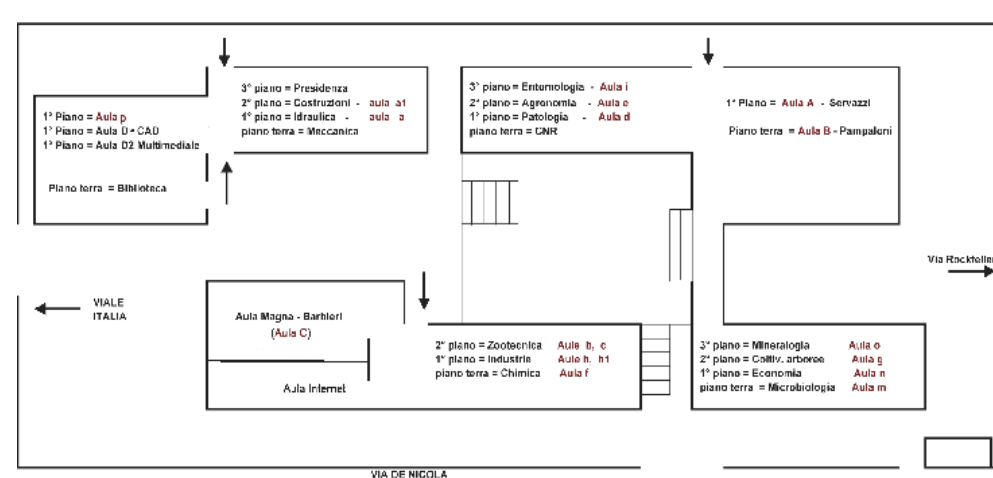 3° piano = Presidenza
2° piano = Costruzioni - aula a1
1° piano = Idraulica - aula a
piano terra = Meccanica
3° piano = Entomologia - Aula i
2° piano = Agronomia - Aula e
1° piano = Patologia - Aula d
piano terra = CNR
1° Piano = Aula A - Servazzi
Piano terra = Aula B - Pampaloni
1° Piano = Aula p
1° Piano = Aula D - CAD
1° Piano = Aula D2 Multimediale
Piano terra = Biblioteca
Via Rockfeller
VIALE
ITALIA
Aula Magna - Barbieri
(Aula C)
Aula Internet
2° piano = Zootecnica Aule b, c
1° piano = Industrie Aule h, h1
piano terra = Chimica Aula f
3° piano = Mineralogia Aula o
2° piano = Coltiv. arboree Aula g
1° piano = Economia Aula n
piano terra = Microbiologia Aula m
VIA DE NICOLA